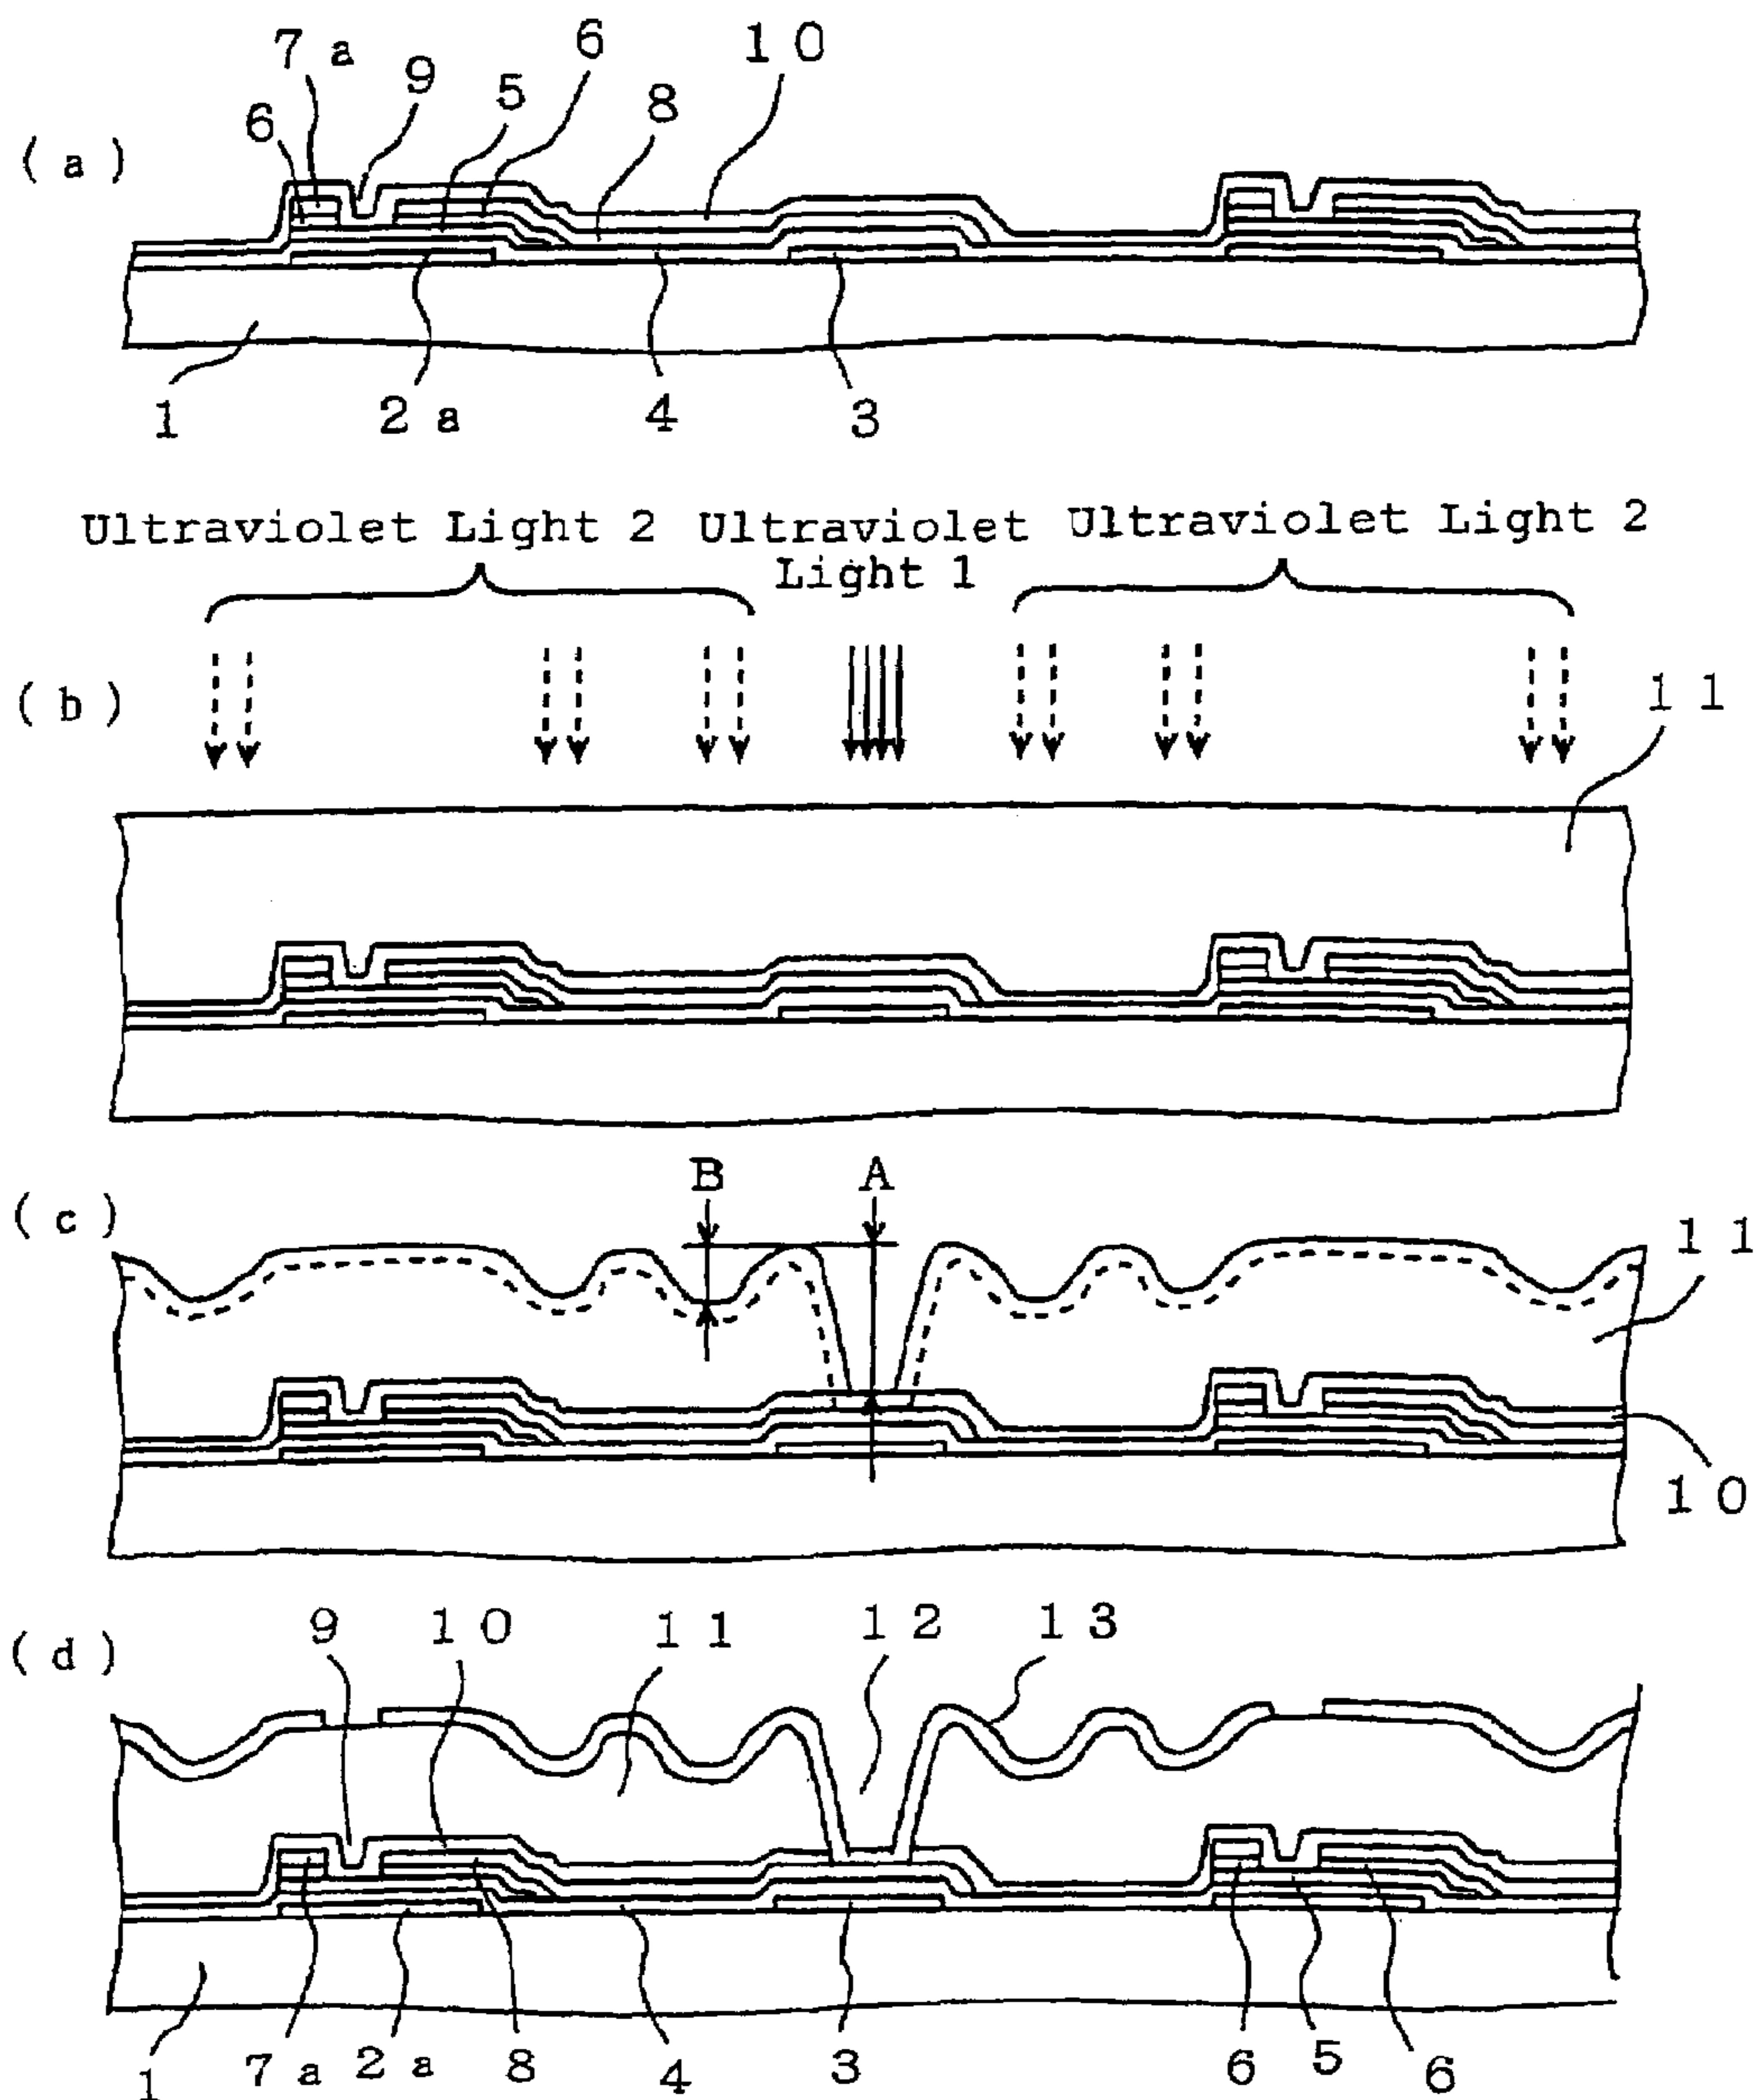 7a 9 5 6 10
6 8
(a)
1 2a 4 3
Ultraviolet Light 2 Ultraviolet Light 1 Ultraviolet Light 2
(b) 11
B A
(c) 11
10
9 10 11 12 13
(d)
1 7a 2a 8 4 3 6 5 6